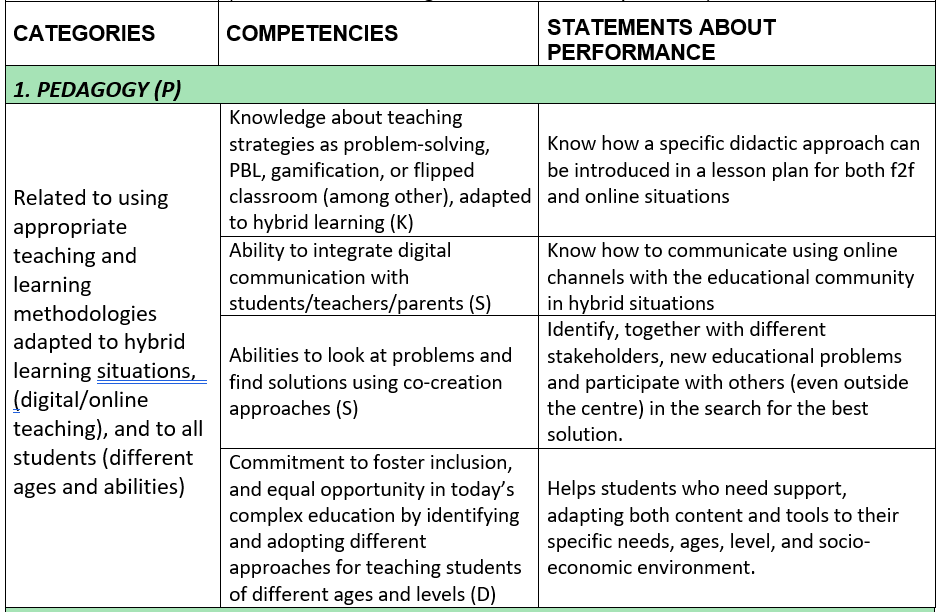 CATEGORIES
COMPETENCIES
STATEMENTS ABOUT
PERFORMANCE
1. PEDAGOGY (P)
Related to using
appropriate
teaching and
learning
methodologies
adapted to hybrid
learning situations,
(digital/online
teaching), and to all
students (different
ages and abilities)
Knowledge about teaching
strategies as problem-solving,
PBL, gamification, or flipped
classroom (among other), adapted
to hybrid learning (K)
Know how a specific didactic approach can
be introduced in a lesson plan for both f2f
and online situations
Ability to integrate digital
communication with
students/teachers/parents (S)
Know how to communicate using online
channels with the educational community
in hybrid situations
Abilities to look at problems and
find solutions using co-creation
approaches (S)
Identify, together with different
stakeholders, new educational problems
and participate with others (even outside
the centre) in the search for the best
solution.
Commitment to foster inclusion,
and equal opportunity in today’s
complex education by identifying
and adopting different
approaches for teaching students
of different ages and levels (D)
Helps students who need support,
adapting both content and tools to their
specific needs, ages, level, and socio-
economic environment.